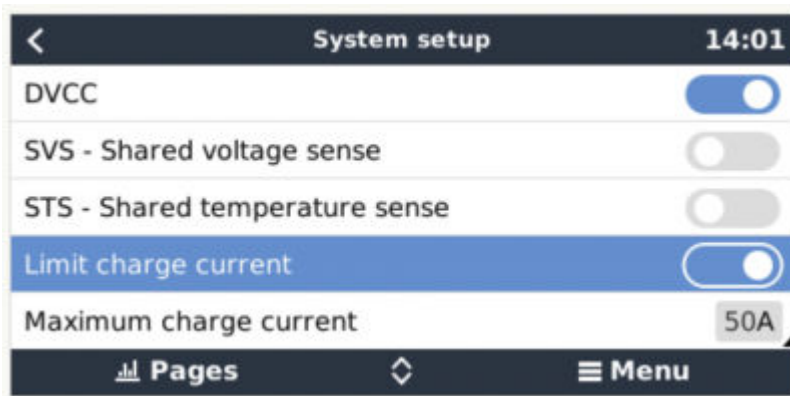 System setup 14:01
DVCC
SVS - Shared voltage sense
STS - Shared temperature sense
Limit charge current
Maximum charge current 50A
Pages Menu